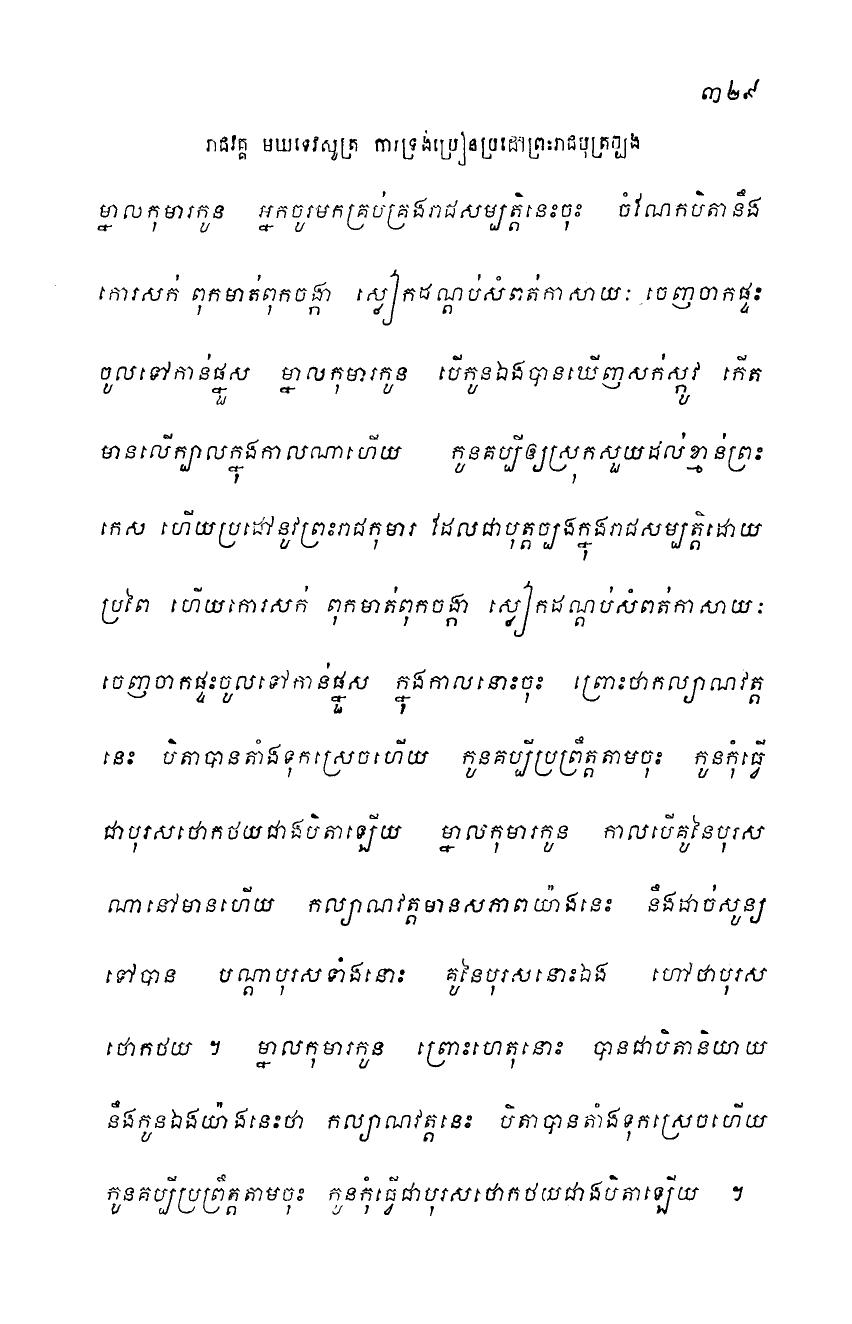 ៣២៩
រាជវគ្គ មឃទេវសូត្រ ការទ្រង់ប្រៀនប្រដៅព្រះរាជបុត្រច្បង
ម្នាលកុមារកូន អ្នកចូរមកគ្រប់គ្រងរាជសម្បត្តិនេះចុះ ចំណែកបិតានឹង
កោរសក់ ពុកមាត់ពុកចង្កា ស្លៀកដណ្តប់សំពត់កាសាយៈ ចេញចាកផ្ទះ
ចូលទៅកាន់ផ្នួស ម្នាលកុមារកូន បើកូនឯងបានឃើញសក់ស្កូវ កើត
មានលើក្បាលក្នុងកាលណាហើយ កូនគប្បីឲ្យស្រុកសួយដល់ខ្មាន់ព្រះ
កេស ហើយប្រដៅនូវព្រះរាជកុមារ ដែលជាបុត្តច្បងក្នុងរាជសម្បត្តិដោយ
ប្រពៃ ហើយកោរសក់ ពុកមាត់ពុកចង្កា ស្លៀកដណ្តប់សំពត់កាសាយៈ
ចេញចាកផ្ទះចូលទៅកាន់ផ្នួស ក្នុងកាលនោះចុះ ព្រោះថាកល្យាណវត្ត
នេះ បិតាបានតាំងទុកស្រេចហើយ កូនគប្បីប្រព្រឹត្តតាមចុះ កូនកុំធ្វើ
ជាបុរសថោកថយជាងបិតាឡើយ ម្នាលកុមារកូន កាលបើគូនៃបុរស
ណានៅមានហើយ កល្យាណវត្តមានសភាពយ៉ាងនេះ នឹងដាច់សូន្យ
ទៅបាន បណ្តាបុរសទាំងនោះ គូនៃបុរសនោះឯង ហៅថាបុរស
ថោកថយ ។ ម្នាលកុមារកូន ព្រោះហេតុនោះ បានជាបិតានិយាយ
នឹងកូនឯងយ៉ាងនេះថា កល្យាណវត្តនេះ បិតាបានតាំងទុកស្រេចហើយ
កូនគប្បីប្រព្រឹត្តតាមចុះ កូនកុំធ្វើជាបុរសថោកថយជាងបិតាឡើយ ។